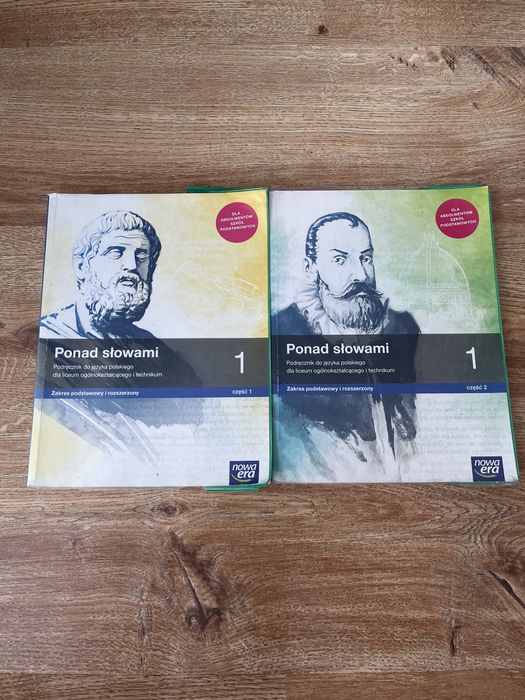 DLA
ABSOLWENTÓW
SZKÓŁ
PODSTAWOWYCH
Ponad słowami
1
Podręcznik do języka polskiego
dla liceum ogólnokształcącego i technikum
Zakres podstawowy i rozszerzony
część 1
nowa
era
DLA
ABSOLWENTÓW
SZKÓŁ
PODSTAWOWYCH
Ponad słowami
1
Podręcznik do języka polskiego
dla liceum ogólnokształcącego i technikum
Zakres podstawowy i rozszerzony
część 2
nowa
era